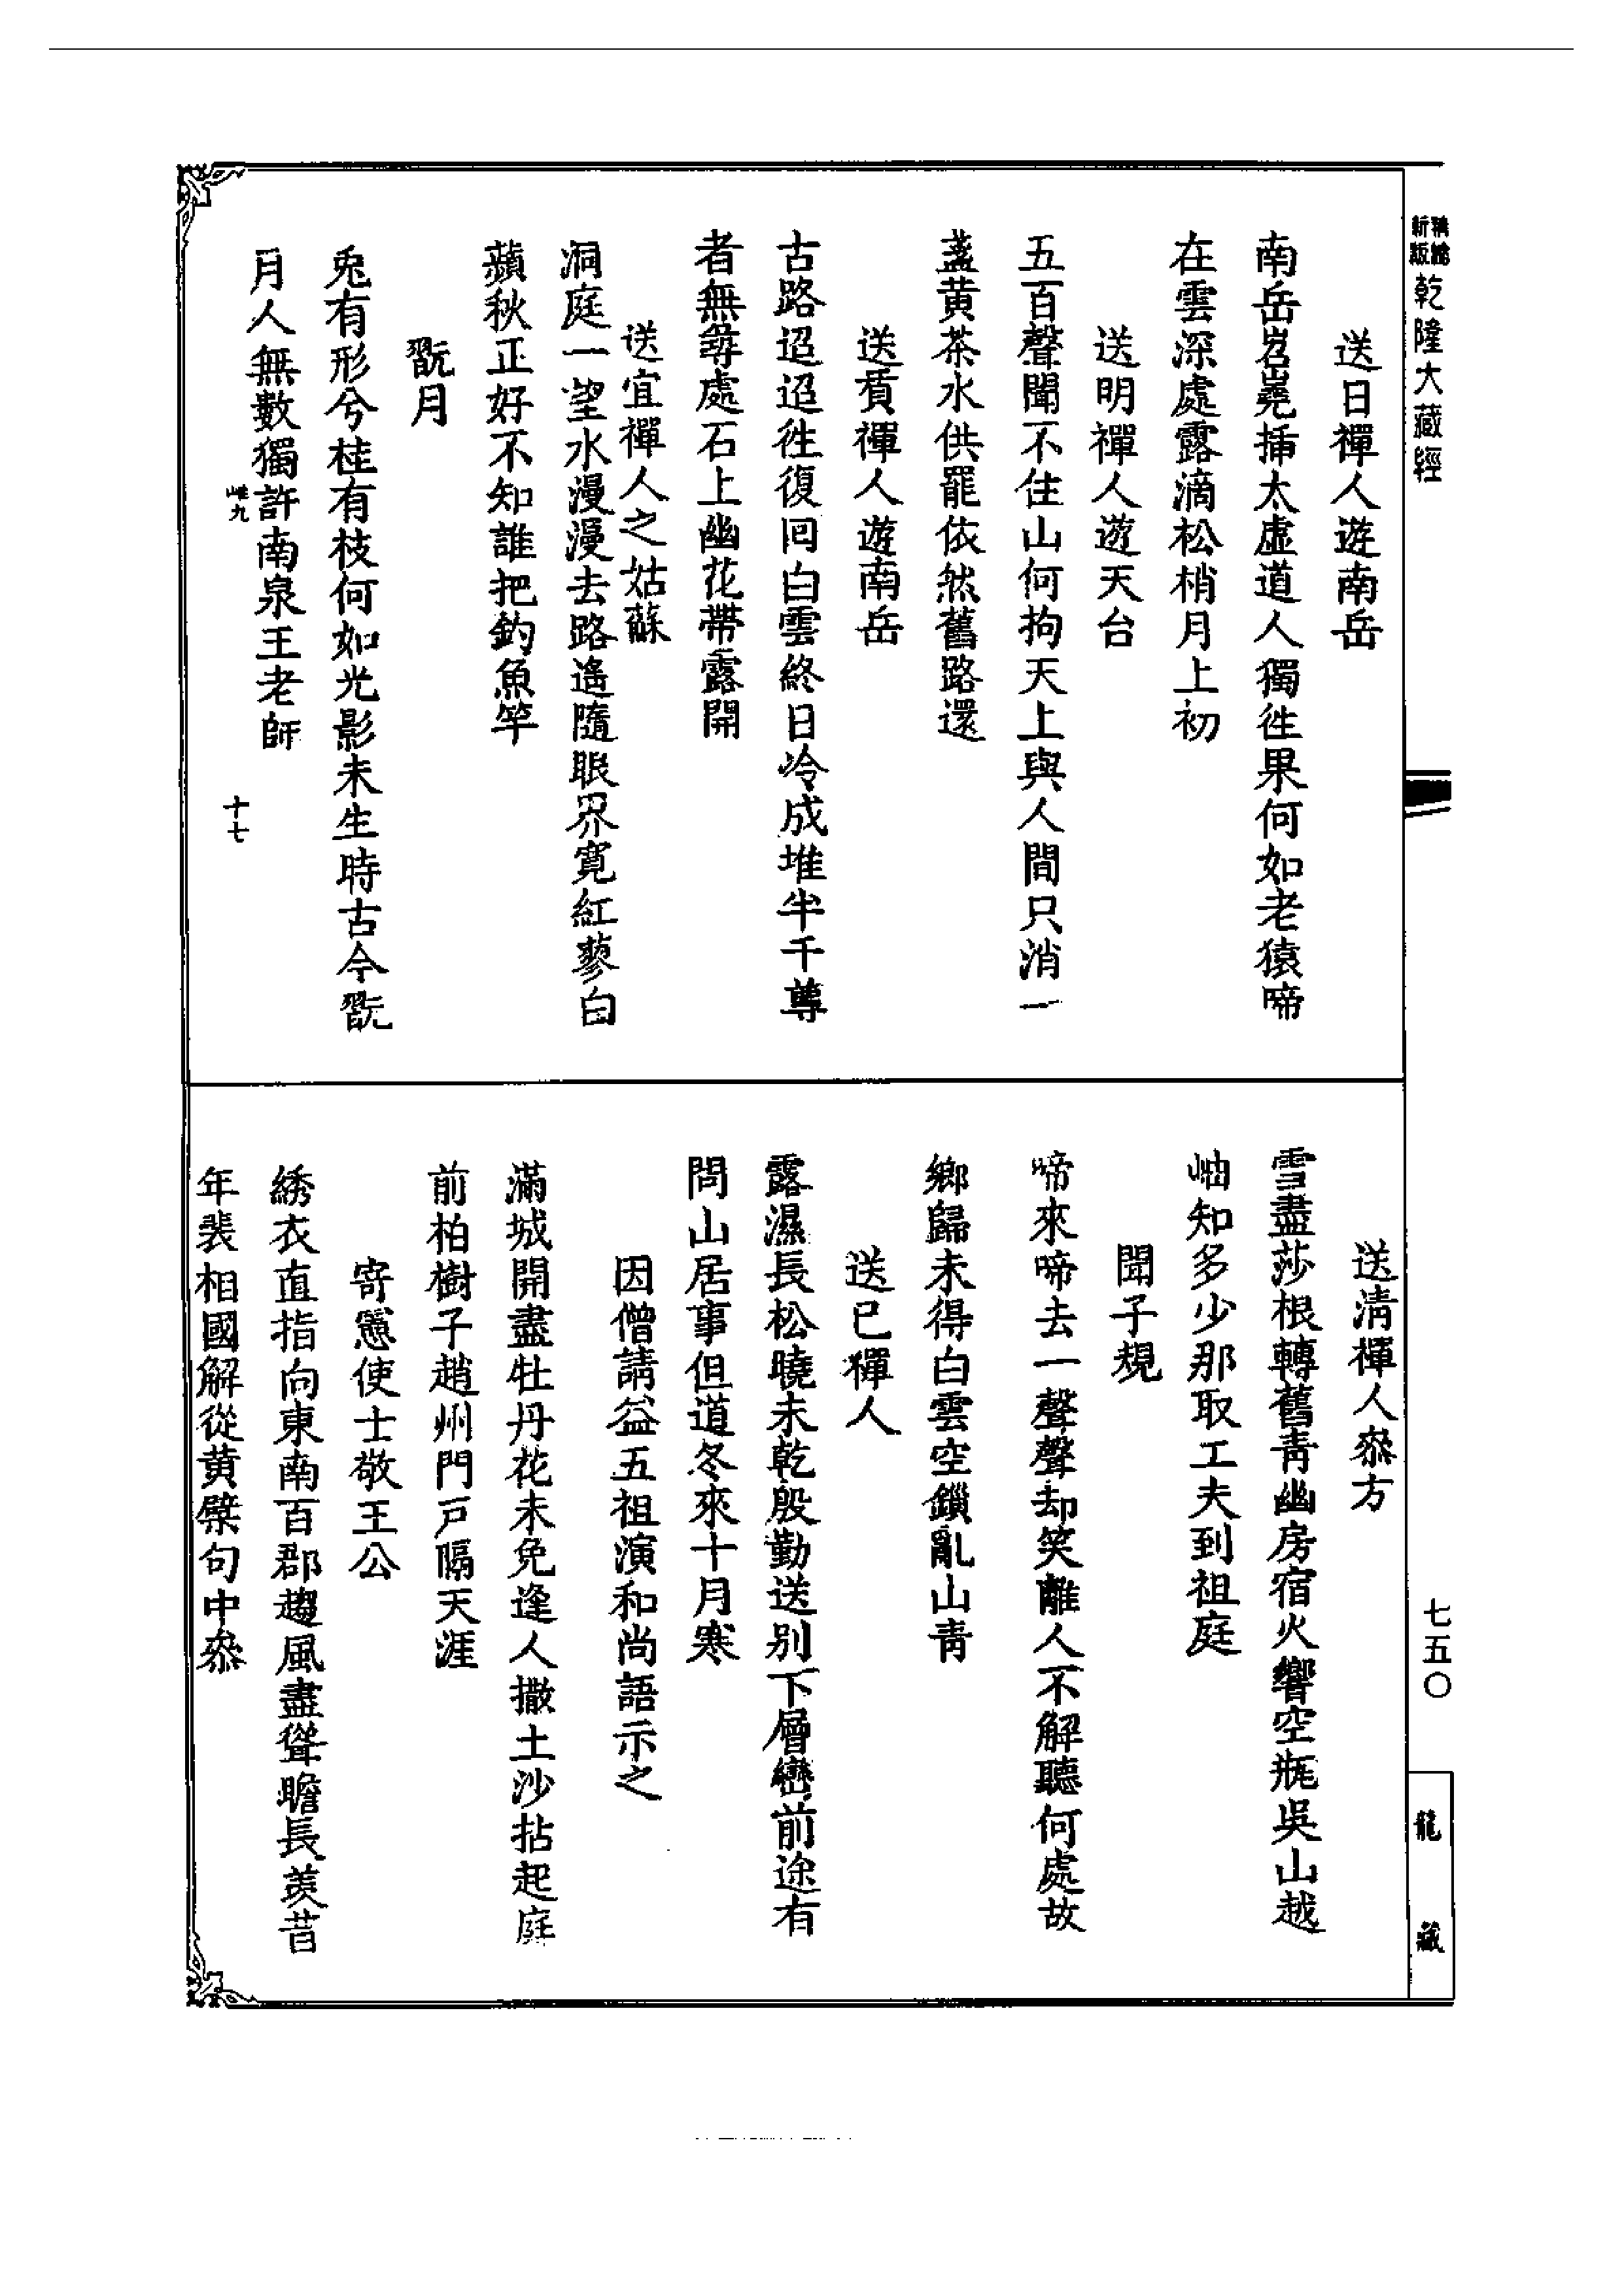 新版精縮乾隆大藏經
送日禪人遊南岳
南岳岧嶤揷太虛道人獨徃果何如老猿啼
在雲深處露滴松梢月上初
送明禪人遊天台
五百聲聞不住山何拘天上與人間只消一
盞黃茶水供罷依然舊路還
送㒵禪人遊南岳
古路迢迢徃復囘白雲終日冷成堆半千尊
者無尋處石上幽花帶露開
送宜禪人之姑蘇
洞庭一望水漫漫去路遙隨眼界寬紅蓼白
蘋秋正好不知誰把釣魚竿
翫月
兎有形兮桂有枝何如光影未生時古今翫
月人無數獨許南泉王老師
九
十七
送淸禪人叅方
雪盡莎根轉舊靑幽房宿火響空瓶吳山越
岫知多少那取工夫到祖庭
聞子規
啼來啼去一聲聲却笑離人不解聽何處故
鄉歸未得白雲空鎖亂山靑
送已禪人
露濕長松曉未乾殷勤送別下層巒前途有
問山居事但道冬來十月寒
因僧請益五祖演和尚語示之
滿城開盡牡丹花未免逢人撒土沙拈起庭
前柏樹子趙州門戶隔天涯
寄憲使士敬王公
綉衣直指向東南百郡趨風盡聳瞻長羨昔
年裴相國解從黃檗句中叅
七五〇
龍藏